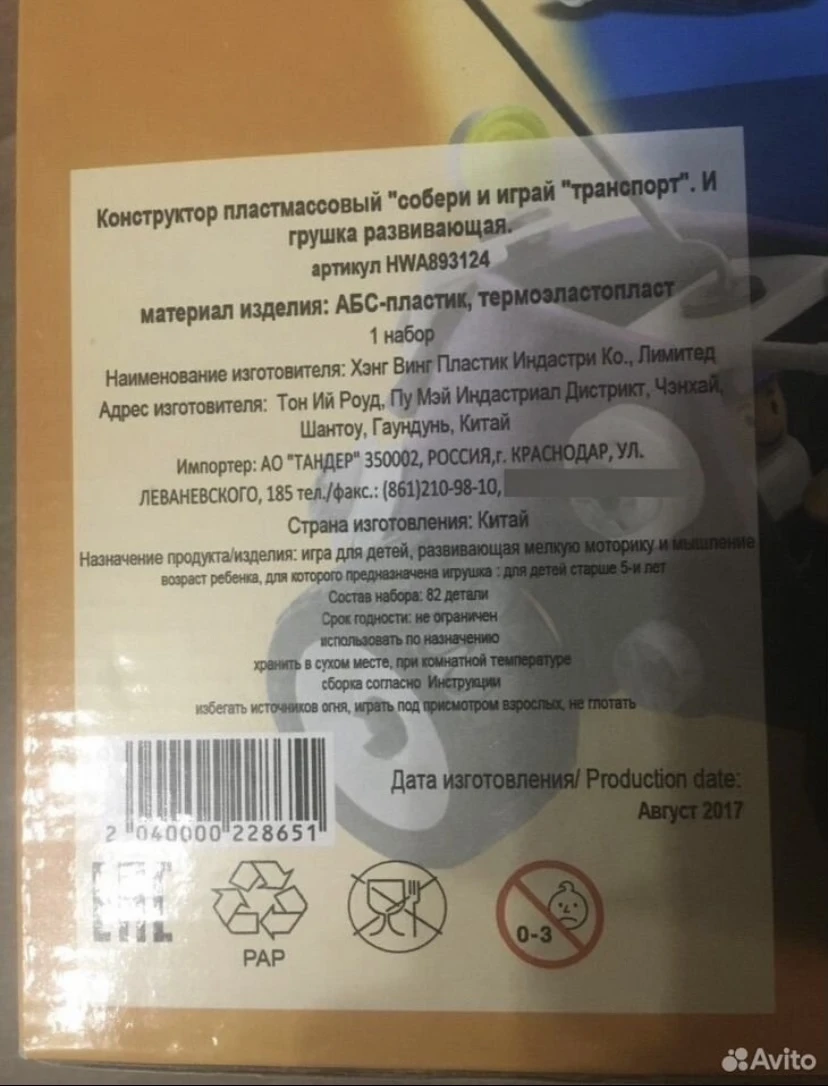 Конструктор пластмассовый "собери и играй "транспорт". И
грушка развивающая.
артикул HWA893124
материал изделия: АБС-пластик, термоэластопласт
1 набор
Наименование изготовителя: Хэнг Винг Пластик Индастри Ко., Лимитед
Адрес изготовителя: Тон Ий Роуд, Пу Мэй Индастриал Дистрикт, Чэнхай,
Шантоу, Гаундунь, Китай
Импортер: АО "ТАНДЕР" 350002, РОССИЯ,г. КРАСНОДАР, УЛ.
ЛЕВАНЕВСКОГО, 185 тел./факс.: (861)210-98-10,
Страна изготовления: Китай
Назначение продукта/изделия: игра для детей, развивающая мелкую моторику и мышление
возраст ребенка, для которого предназначена игрушка : для детей старше 5-и лет
Состав набора: 82 детали
Срок годности: не ограничен
использовать по назначению
хранить в сухом месте, при комнатной температуре
сборка согласно Инструкции
избегать источников огня, играть под присмотром взрослых, не глотать
Дата изготовления/ Production date:
Август 2017
2 040000 228651
EAC
PAP
0-3
Avito